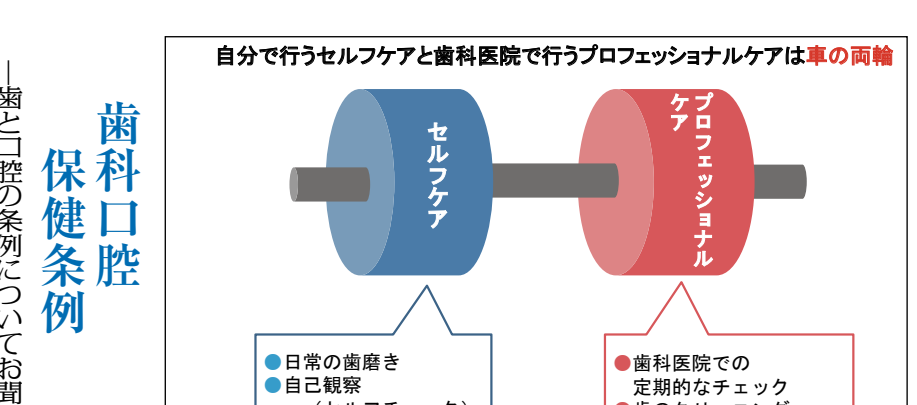 歯科口腔
保健条例
―歯と口腔の条例についてお聞
自分で行うセルフケアと歯科医院で行うプロフェッショナルケアは車の両輪
セルフケア
プロフェッショナル
ケア
●日常の歯磨き
●自己観察
●歯科医院での
定期的なチェック